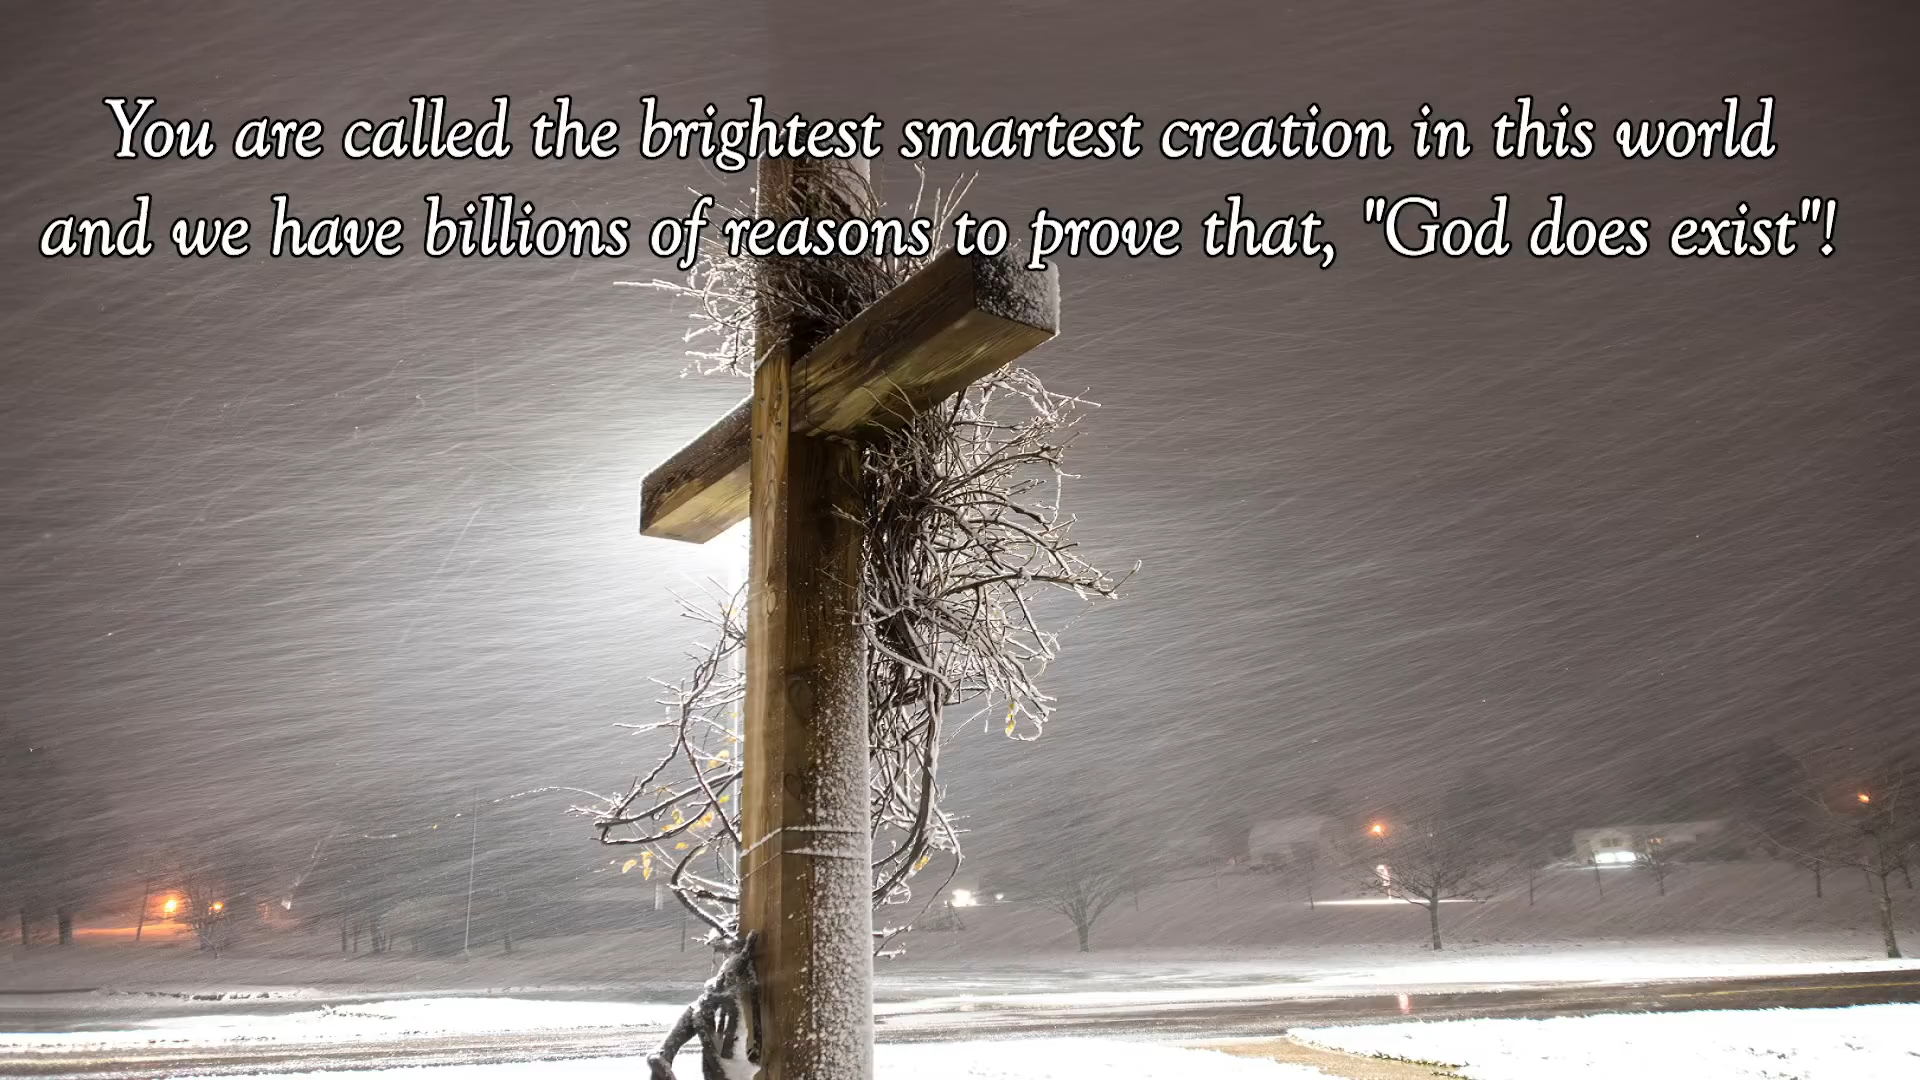 You are called the brightest smartest creation in this world
and we have billions of reasons to prove that, "God does exist"!